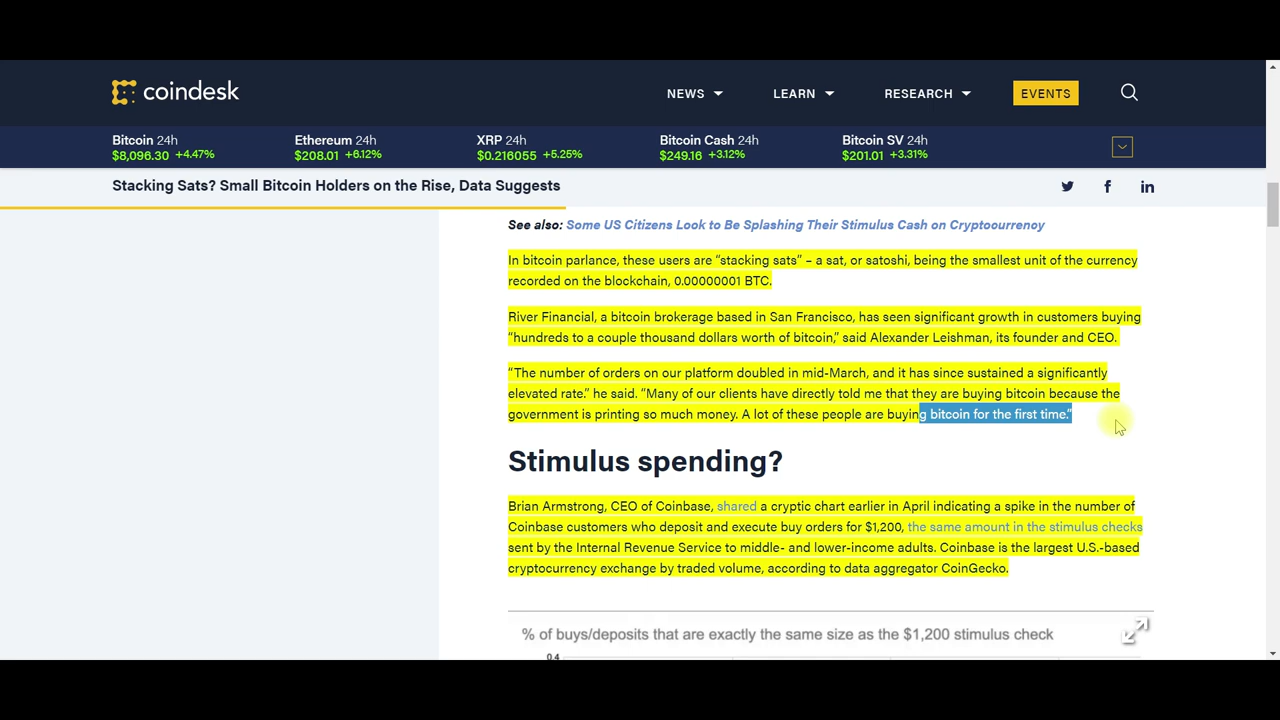 coindesk
NEWS LEARN RESEARCH EVENTS
Bitcoin 24h Ethereum 24h XRP 24h Bitcoin Cash 24h Bitcoin SV 24h
$8,096.30 +4.47% $208.01 +6.12% $0.216055 +5.25% $249.16 +3.12% $201.01 +3.31%
Stacking Sats? Small Bitcoin Holders on the Rise, Data Suggests
See also: Some US Citizens Look to Be Splashing Their Stimulus Cash on Cryptocurrency
In bitcoin parlance, these users are “stacking sats” – a sat, or satoshi, being the smallest unit of the currency
recorded on the blockchain, 0.00000001 BTC.
River Financial, a bitcoin brokerage based in San Francisco, has seen significant growth in customers buying
“hundreds to a couple thousand dollars worth of bitcoin,” said Alexander Leishman, its founder and CEO.
“The number of orders on our platform doubled in mid-March, and it has since sustained a significantly
elevated rate.” he said. “Many of our clients have directly told me that they are buying bitcoin because the
government is printing so much money. A lot of these people are buying bitcoin for the first time.”
Stimulus spending?
Brian Armstrong, CEO of Coinbase, shared a cryptic chart earlier in April indicating a spike in the number of
Coinbase customers who deposit and execute buy orders for $1,200, the same amount in the stimulus checks
sent by the Internal Revenue Service to middle- and lower-income adults. Coinbase is the largest U.S.-based
cryptocurrency exchange by traded volume, according to data aggregator CoinGecko.
% of buys/deposits that are exactly the same size as the $1,200 stimulus check
0.4